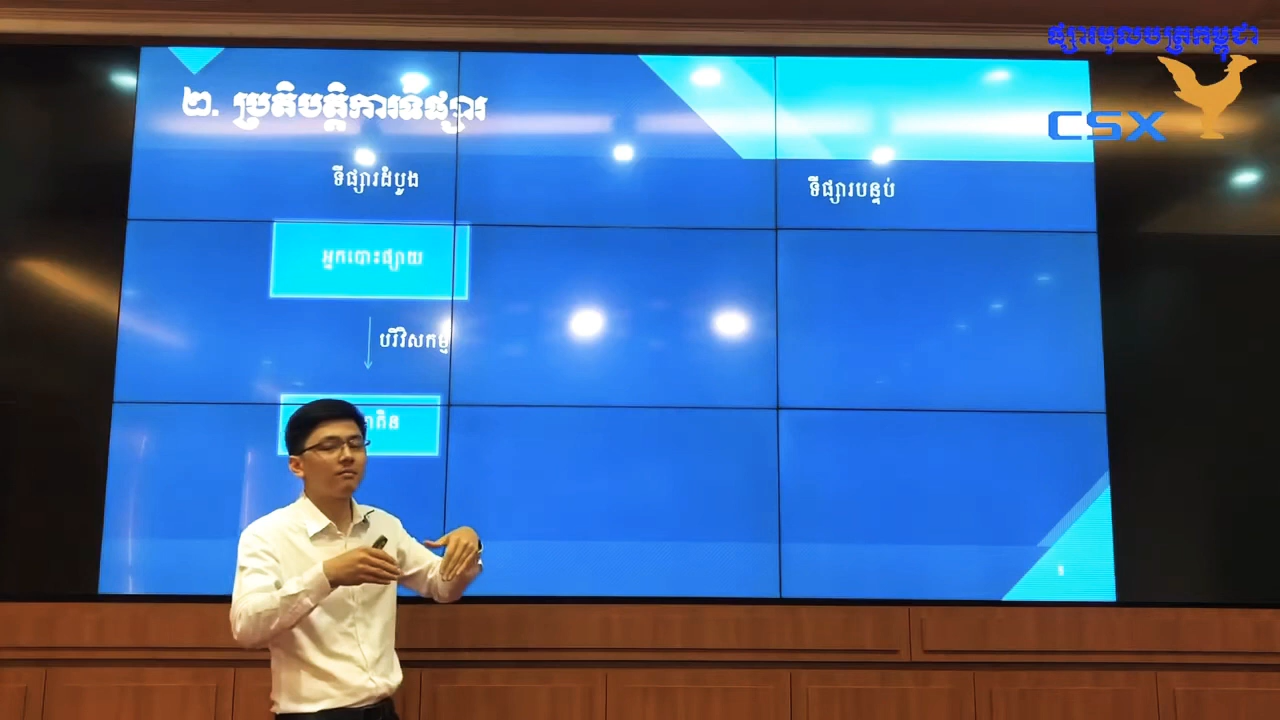 ផ្សារមូលបត្រកម្ពុជា
CSX
២. ប្រតិបត្តិការទីផ្សារ
ទីផ្សារដំបូង
ទីផ្សារបន្ទប់
អ្នកបោះផ្សាយ
បរិវិសកម្ម
5